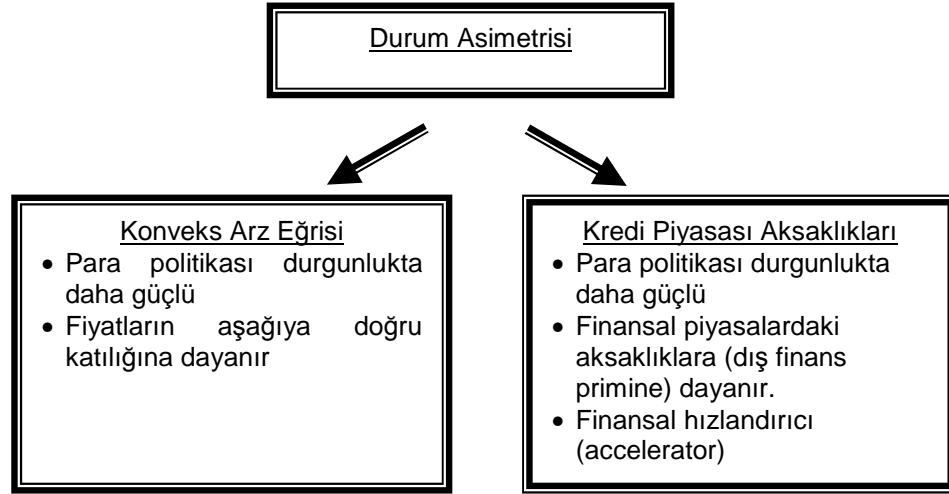 Durum Asimetrisi
Konveks Arz Eğrisi
• Para politikası durgunlukta
daha güçlü
• Fiyatların aşağıya doğru
katılığına dayanır
Kredi Piyasası Aksaklıkları
• Para politikası durgunlukta
daha güçlü
• Finansal piyasalardaki
aksaklıklara (dış finans
primine) dayanır.
• Finansal hızlandırıcı
(accelerator)